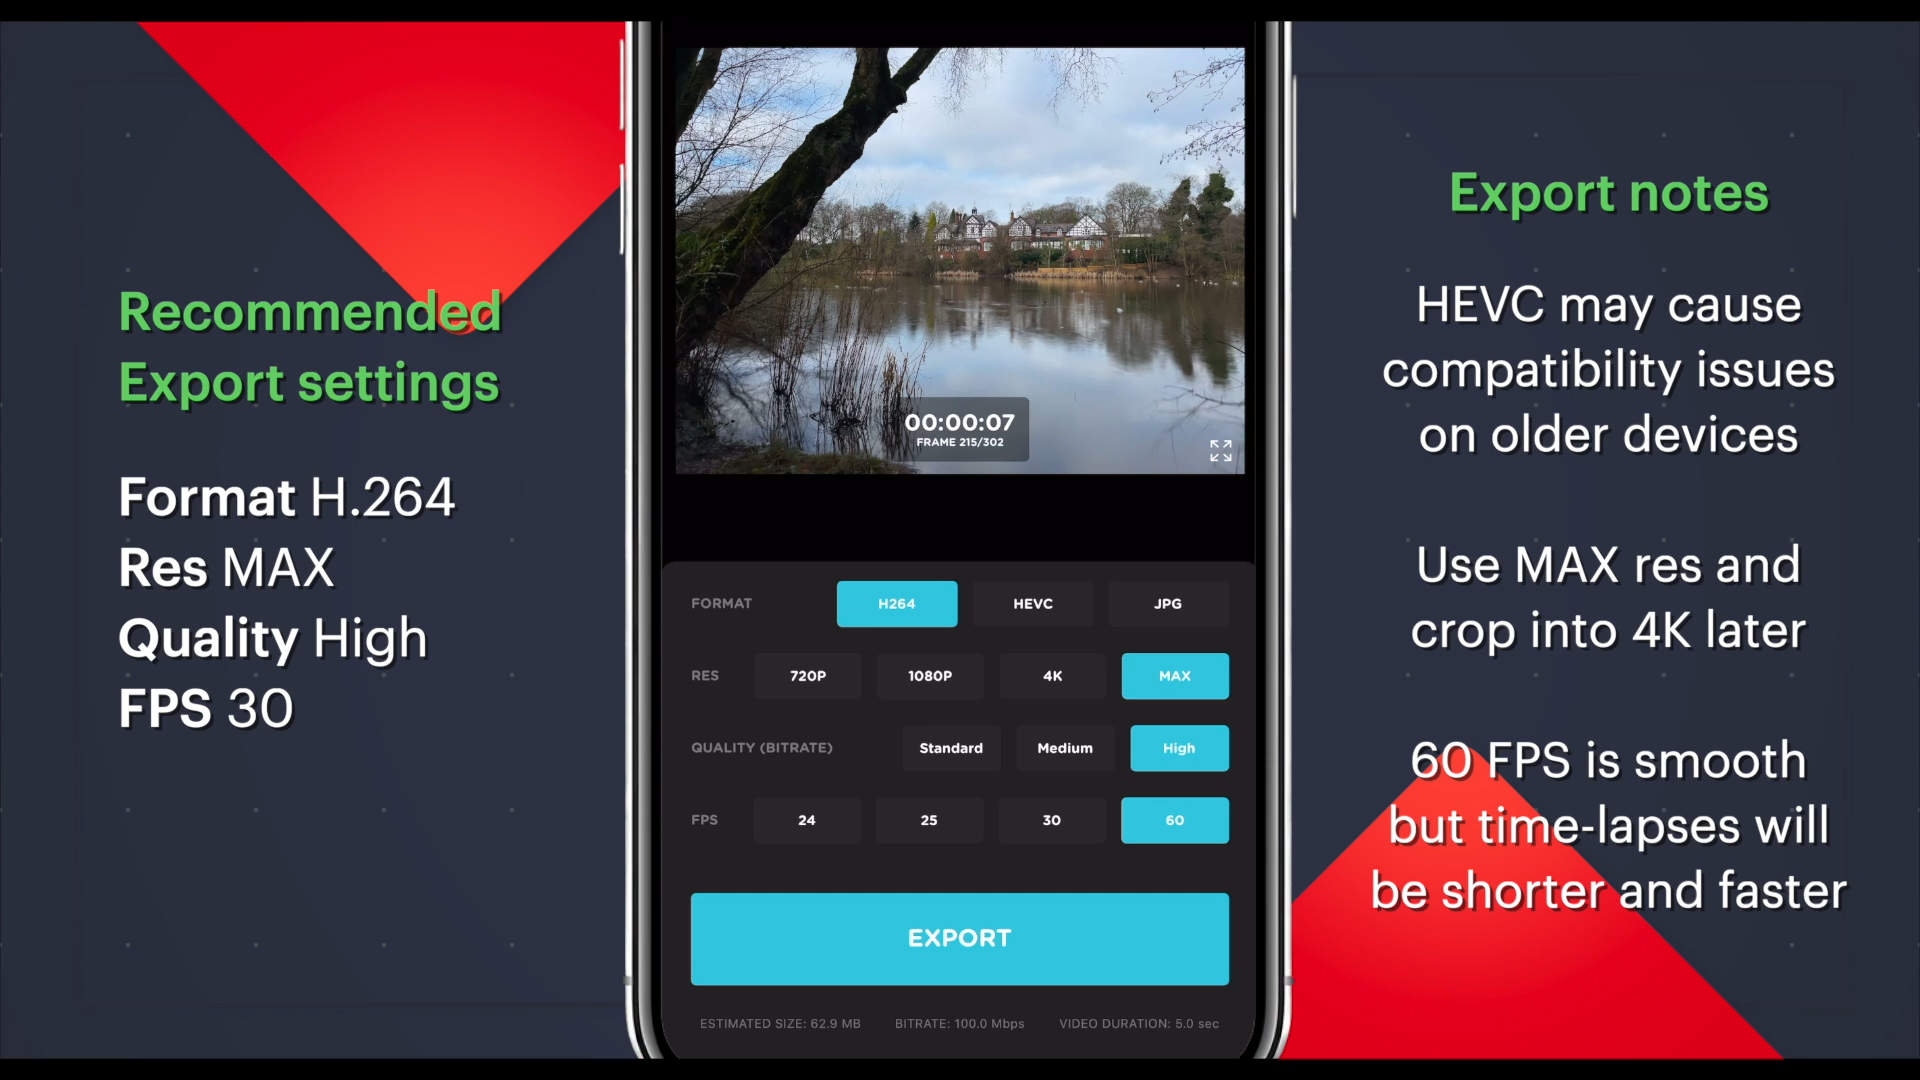 Recommended
Export settings
Format H.264
Res MAX
Quality High
FPS 30
00:00:07
FRAME 215/302
FORMAT H264 HEVC JPG
RES 720P 1080P 4K MAX
QUALITY (BITRATE) Standard Medium High
FPS 24 25 30 60
EXPORT
ESTIMATED SIZE: 62.9 MB BITRATE: 100.0 Mbps VIDEO DURATION: 5.0 sec
Export notes
HEVC may cause
compatibility issues
on older devices
Use MAX res and
crop into 4K later
60 FPS is smooth
but time-lapses will
be shorter and faster